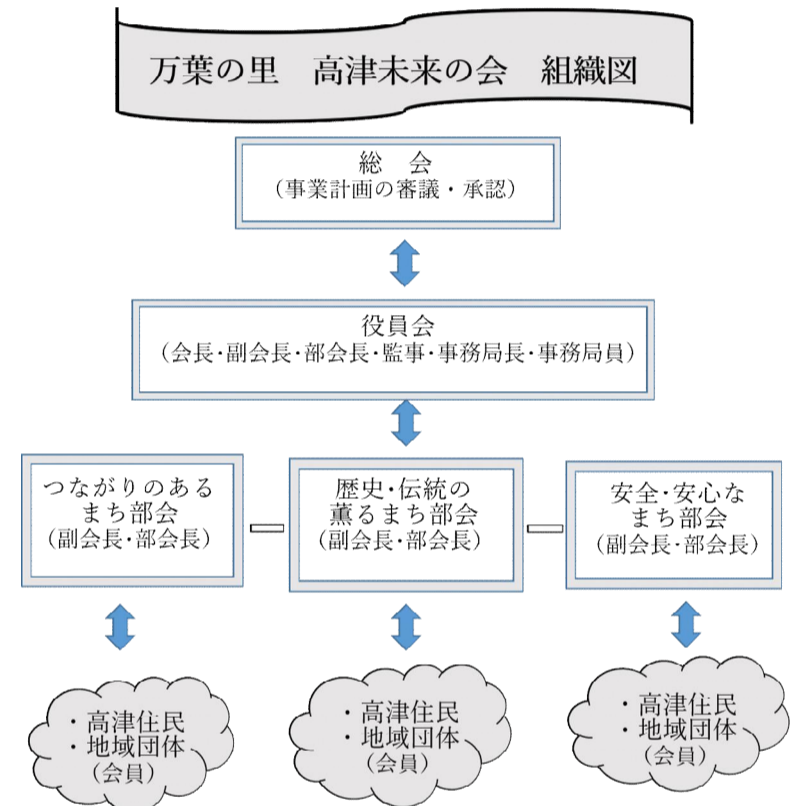 万葉の里　高津未来の会　組織図
総　会
（事業計画の審議・承認）
役員会
（会長・副会長・部会長・監事・事務局長・事務局員）
つながりのある
まち部会
（副会長・部会長）
歴史・伝統の
薫るまち部会
（副会長・部会長）
安全・安心な
まち部会
（副会長・部会長）
・高津住民
・地域団体
（会員）
・高津住民
・地域団体
（会員）
・高津住民
・地域団体
（会員）